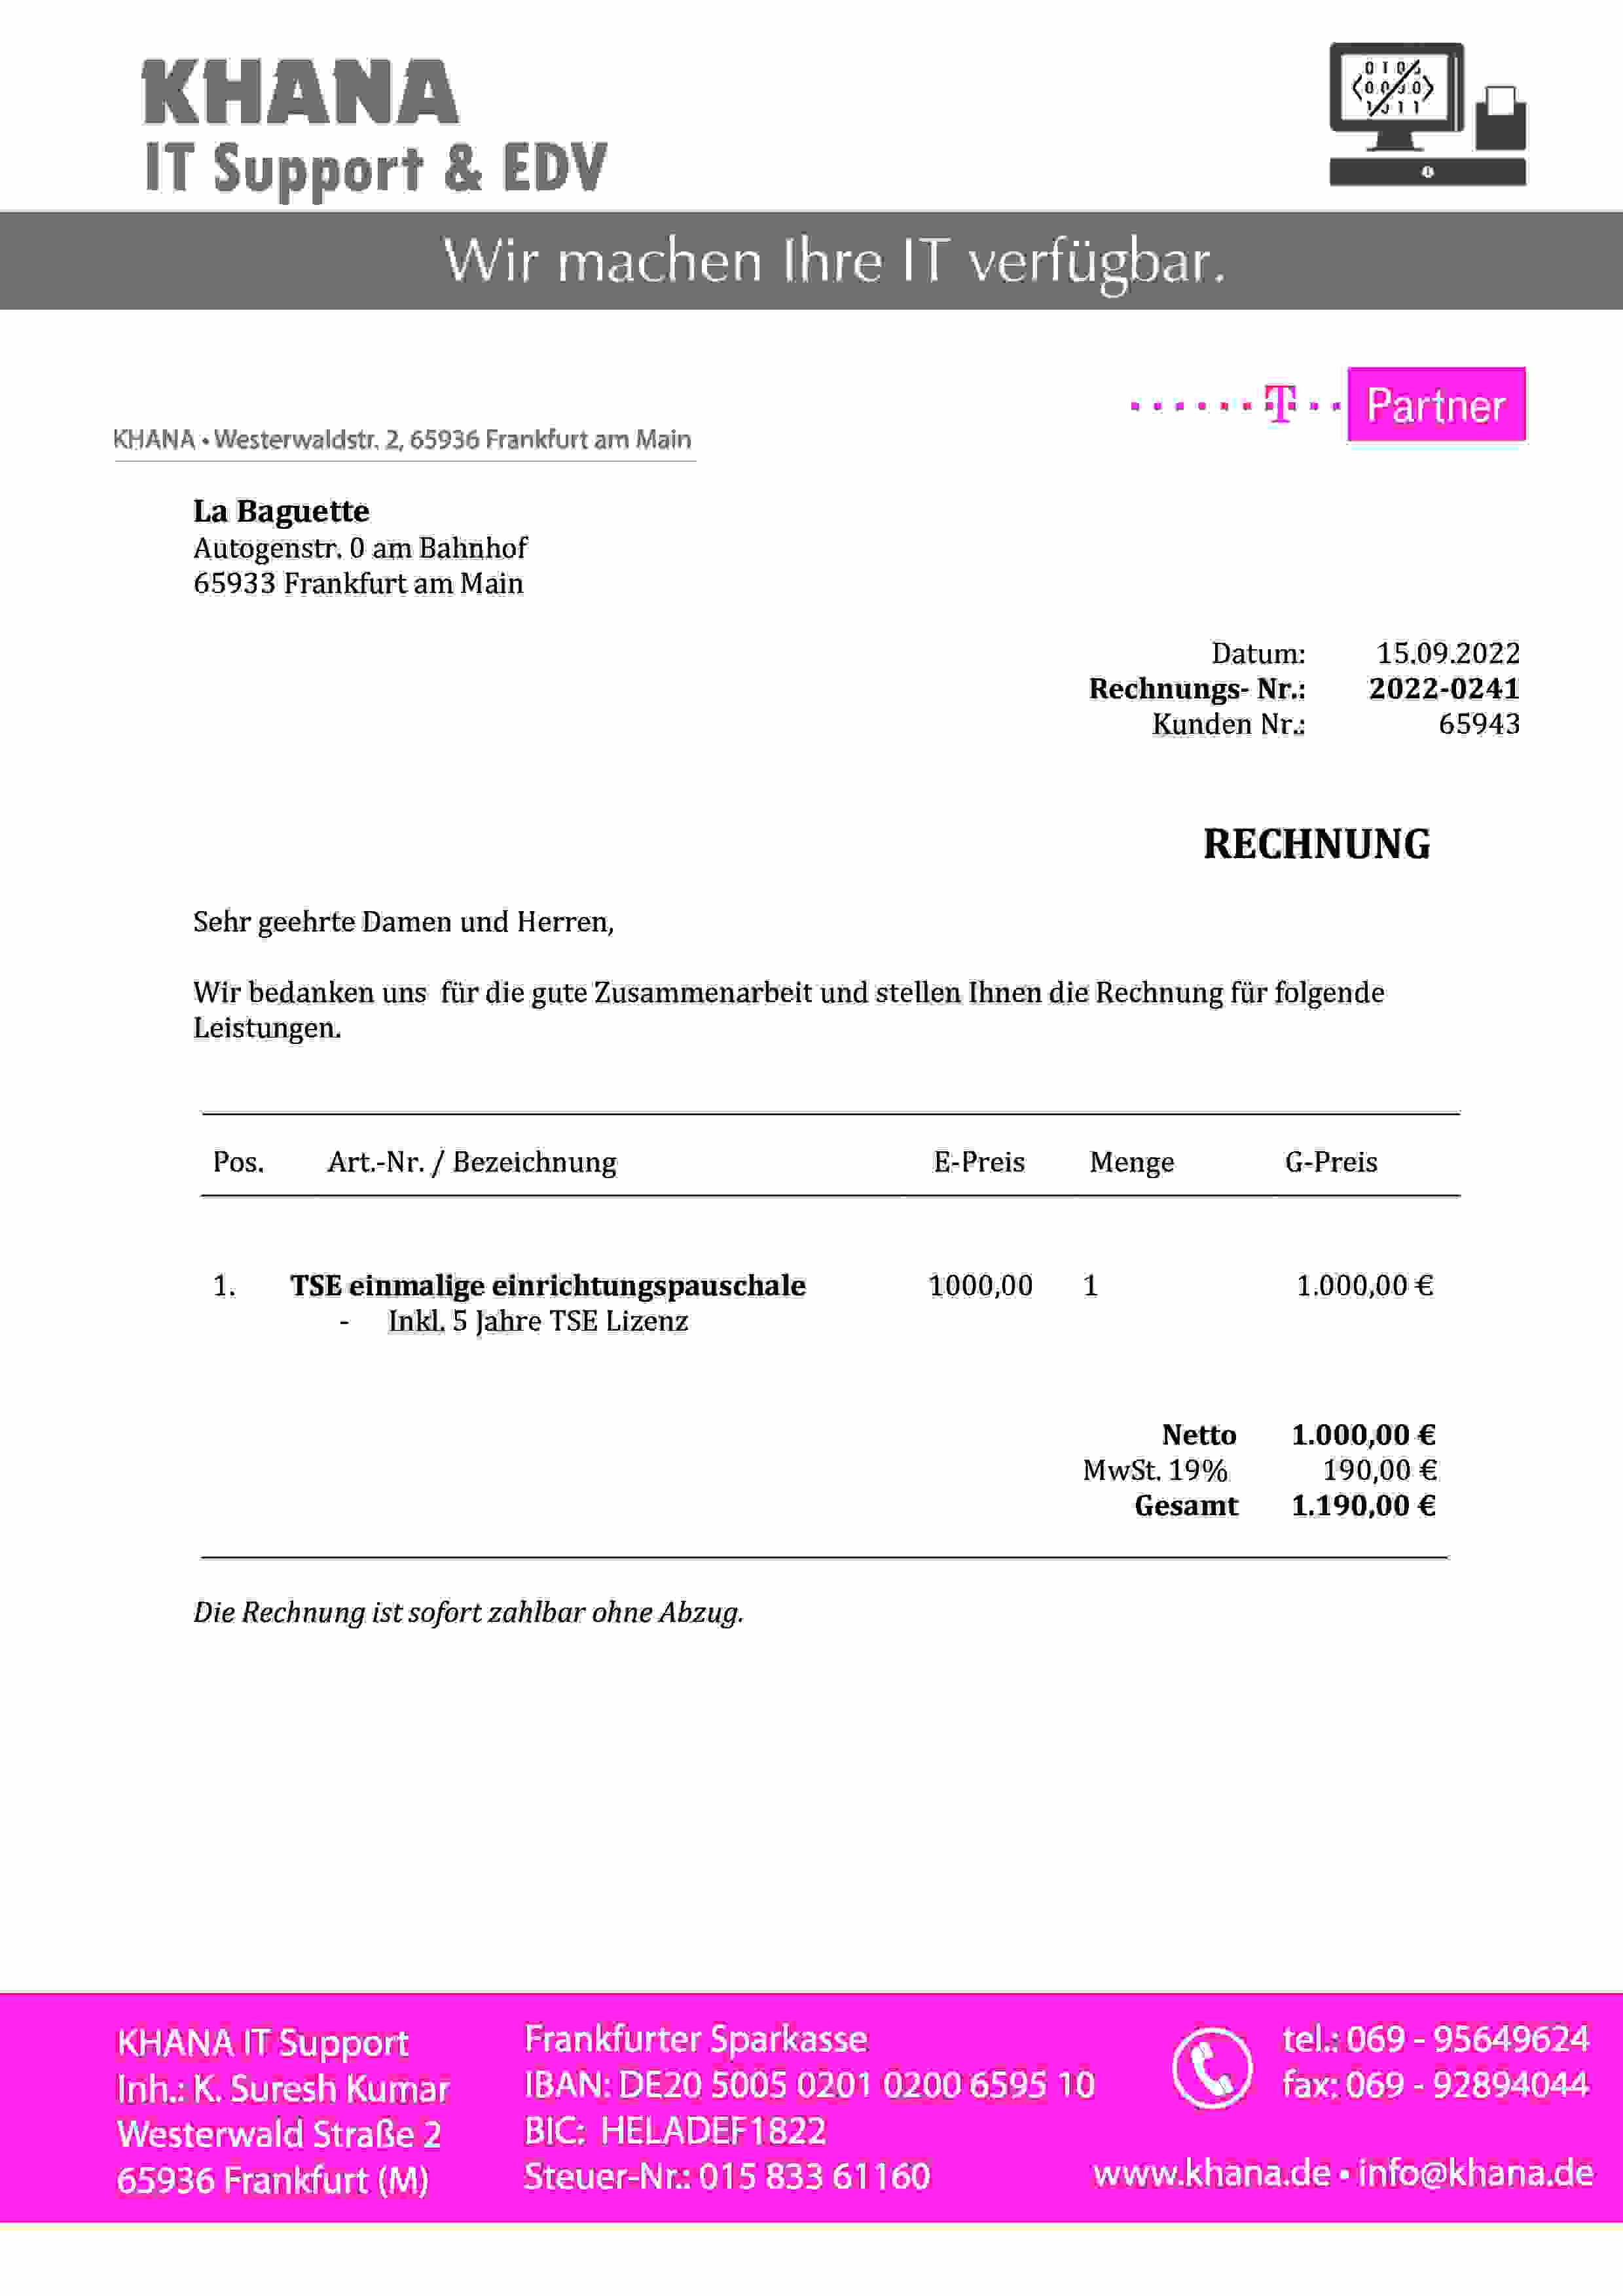 KHANA
IT Support & EDV
Wir machen Ihre IT verfügbar.
T Partner
KHANA • Westerwaldstr. 2, 65936 Frankfurt am Main
La Baguette
Autogenstr. 0 am Bahnhof
65933 Frankfurt am Main
Datum: 15.09.2022
Rechnungs- Nr.: 2022-0241
Kunden Nr.: 65943
RECHNUNG
Sehr geehrte Damen und Herren,
Wir bedanken uns für die gute Zusammenarbeit und stellen Ihnen die Rechnung für folgende
Leistungen.
Pos. Art.-Nr. / Bezeichnung E-Preis Menge G-Preis
1. TSE einmalige einrichtungspauschale 1000,00 1 1.000,00 €
- Inkl. 5 Jahre TSE Lizenz
Netto 1.000,00 €
MwSt. 19% 190,00 €
Gesamt 1.190,00 €
Die Rechnung ist sofort zahlbar ohne Abzug.
KHANA IT Support
Inh.: K. Suresh Kumar
Westerwald Straße 2
65936 Frankfurt (M)
Frankfurter Sparkasse
IBAN: DE20 5005 0201 0200 6595 10
BIC: HELADEF1822
Steuer-Nr.: 015 833 61160
tel.: 069 - 95649624
fax: 069 - 92894044
www.khana.de • info@khana.de